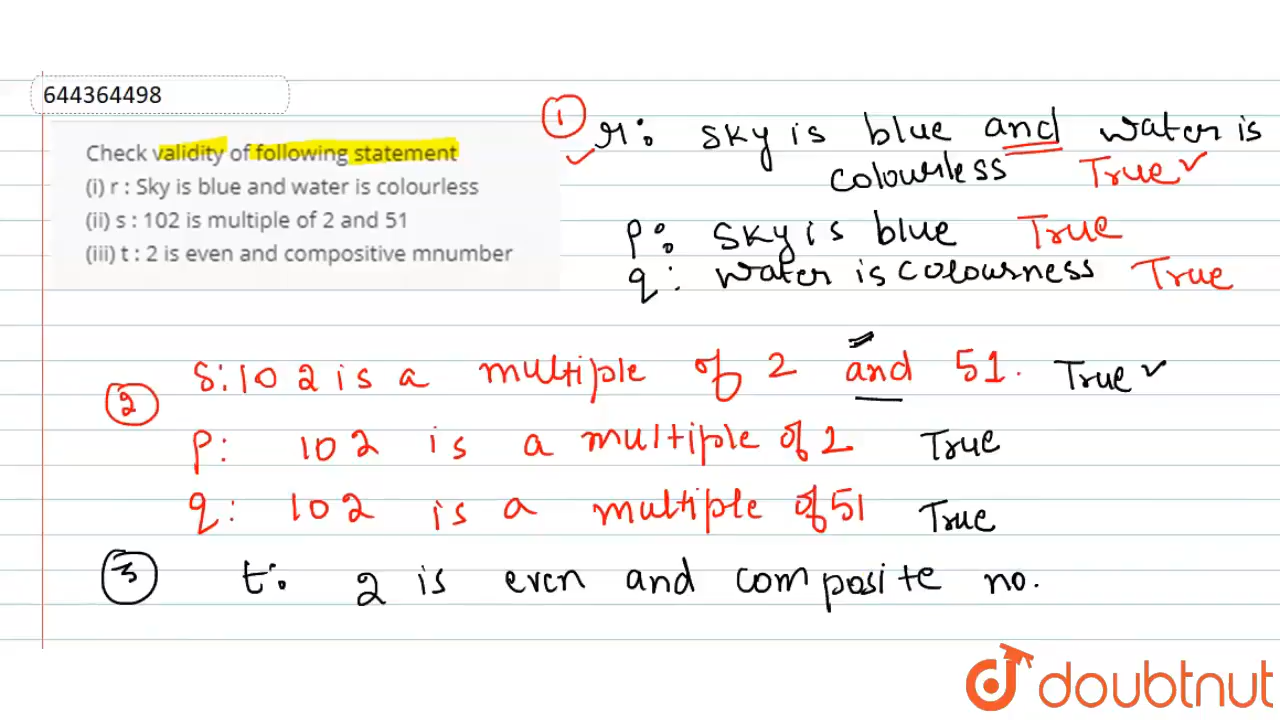 644364498
Check validity of following statement
(i) r : Sky is blue and water is colourless
(ii) s : 102 is multiple of 2 and 51
(iii) t : 2 is even and compositive mnumber
1 r: Sky is blue and water is
colourless True
p: Sky is blue True
q: water is colourness True
2 s: 102 is a multiple of 2 and 51. True
p: 102 is a multiple of 2 True
q: 102 is a multiple of 51 True
3 t: 2 is even and composite no.
doubtnut